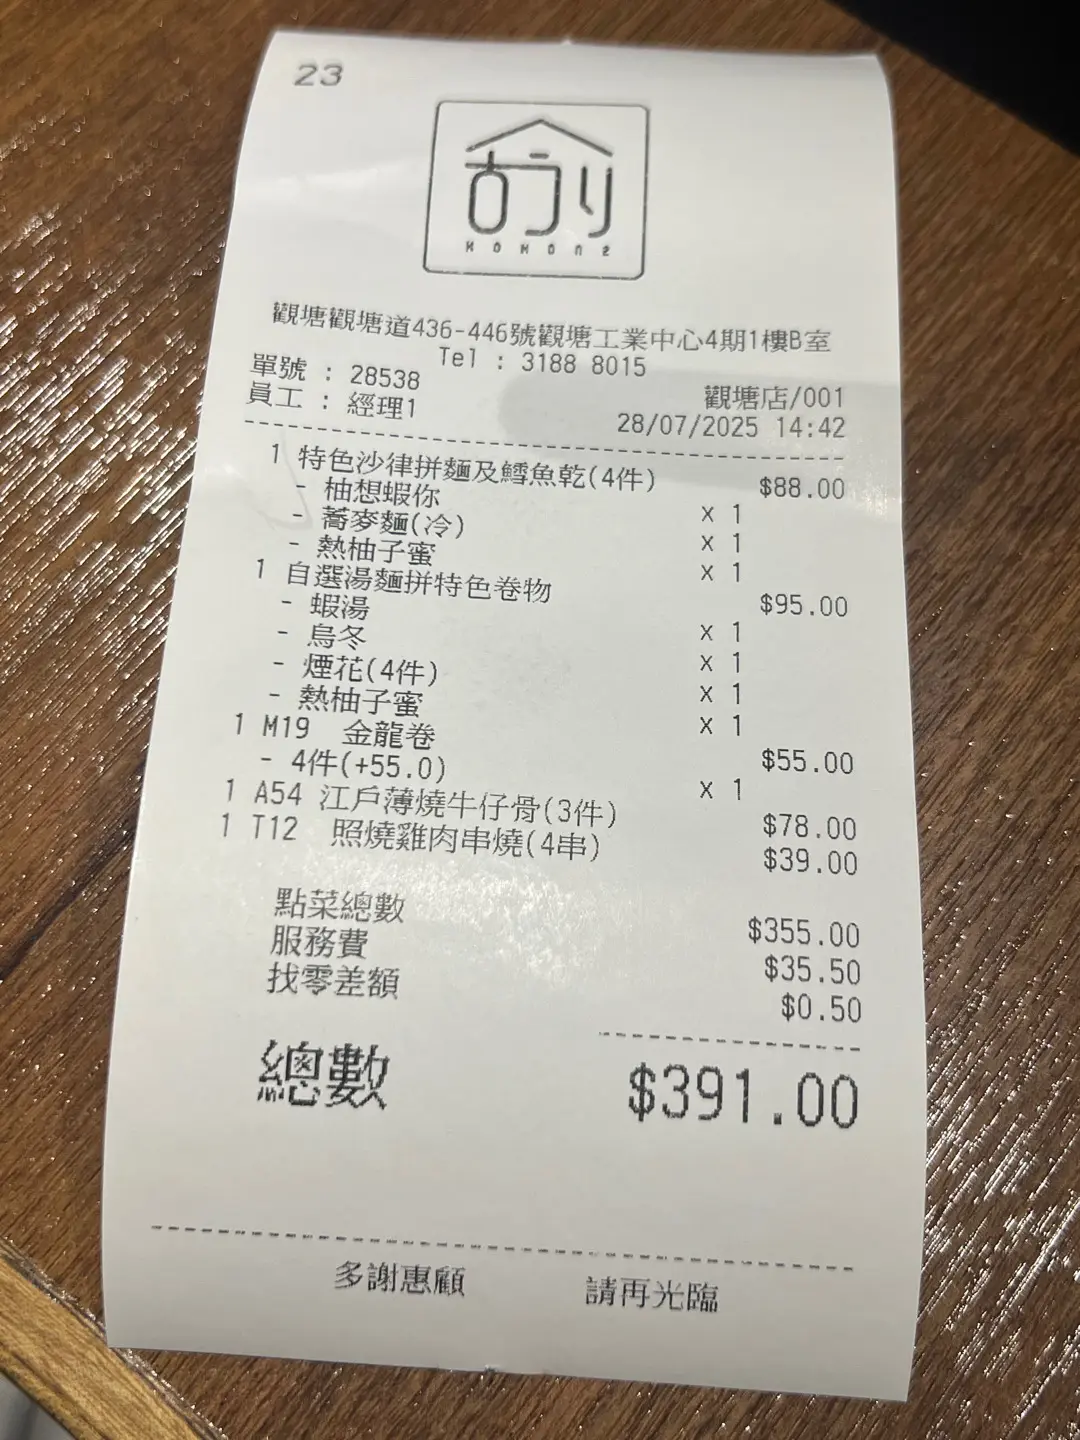 23
古うり
觀塘觀塘道436-446號觀塘工業中心4期1樓B室
Tel : 3188 8015
單號 : 28538 觀塘店/001
員工 : 經理1 28/07/2025 14:42
1 特色沙律拼麵及鱈魚乾(4件) $88.00
- 柚想蝦你 x 1
- 蕎麥麵(冷) x 1
- 熱柚子蜜 x 1
1 自選湯麵拼特色卷物 $95.00
- 蝦湯 x 1
- 烏冬 x 1
- 煙花(4件) x 1
- 熱柚子蜜 x 1
1 M19 金龍卷 $55.00
- 4件(+55.0) x 1
1 A54 江戶薄燒牛仔骨(3件) $78.00
1 T12 照燒雞肉串燒(4串) $39.00
點菜總數 $355.00
服務費 $35.50
找零差額 $0.50
總數 $391.00
多謝惠顧 請再光臨